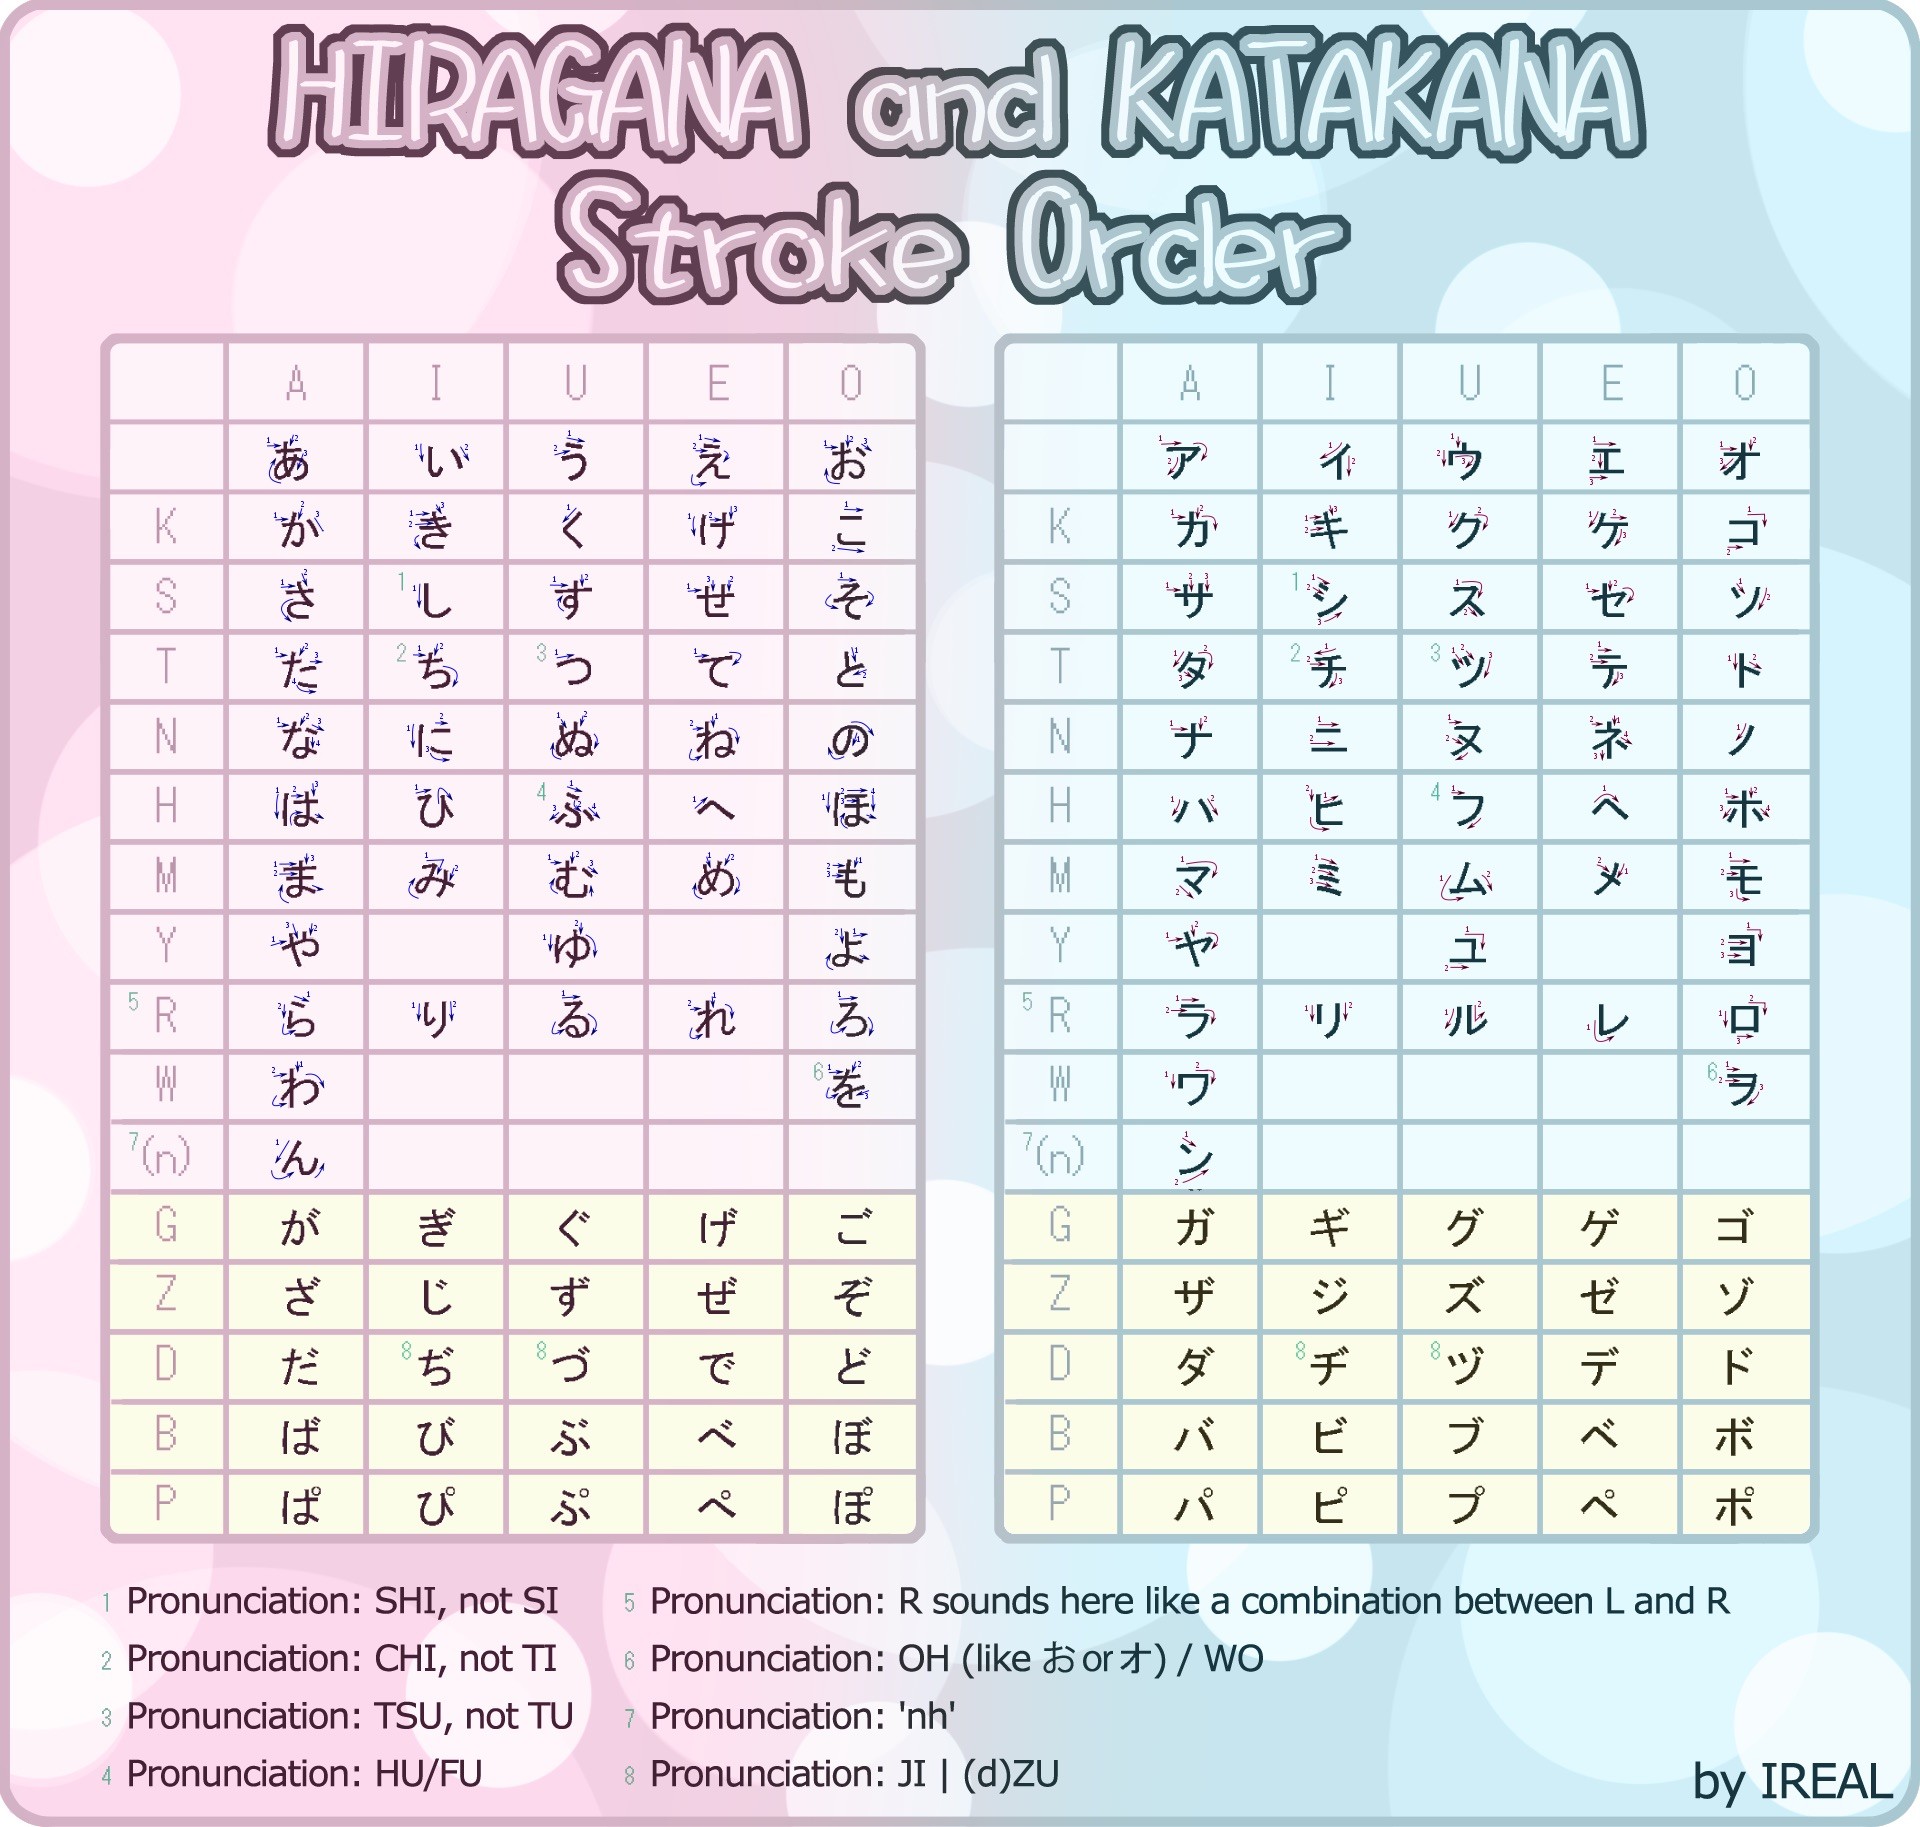 HIRAGANA and KATAKANA
Stroke Order
A I U E O
あ い う え お
K か き く け こ
S さ 1 し す せ そ
T た 2 ち 3 つ て と
N な に ぬ ね の
H は ひ 4 ふ へ ほ
M ま み む め も
Y や ゆ よ
5 R ら り る れ ろ
W わ 6 を
7 (n) ん
G が ぎ ぐ げ ご
Z ざ じ ず ぜ ぞ
D だ 8 ぢ 8 づ で ど
B ば び ぶ べ ぼ
P ぱ ぴ ぷ ぺ ぽ
A I U E O
ア イ ウ エ オ
K カ キ ク ケ コ
S サ 1 シ ス セ ソ
T タ 2 チ 3 ツ テ ト
N ナ ニ ヌ ネ ノ
H ハ ヒ 4 フ ヘ ホ
M マ ミ ム メ モ
Y ヤ ユ ヨ
5 R ラ リ ル レ ロ
W ワ 6 ヲ
7 (n) ン
G ガ ギ グ ゲ ゴ
Z ザ ジ ズ ゼ ゾ
D ダ 8 ヂ 8 ヅ デ ド
B バ ビ ブ ベ ボ
P パ ピ プ ペ ポ
1 Pronunciation: SHI, not SI
2 Pronunciation: CHI, not TI
3 Pronunciation: TSU, not TU
4 Pronunciation: HU/FU
5 Pronunciation: R sounds here like a combination between L and R
6 Pronunciation: OH (like お or オ) / WO
7 Pronunciation: 'nh'
8 Pronunciation: JI | (d)ZU
by IREAL